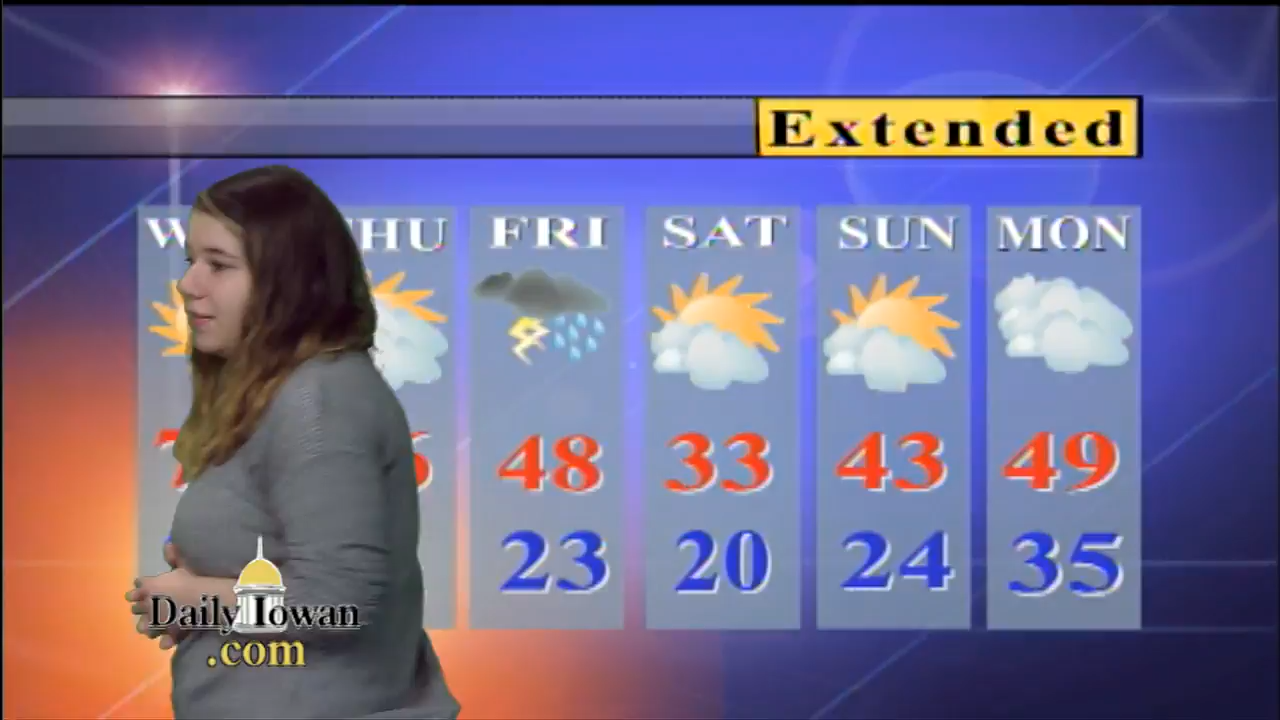 Extended
FRI SAT SUN MON
48 33 43 49
23 20 24 35
Daily Iowan
.com